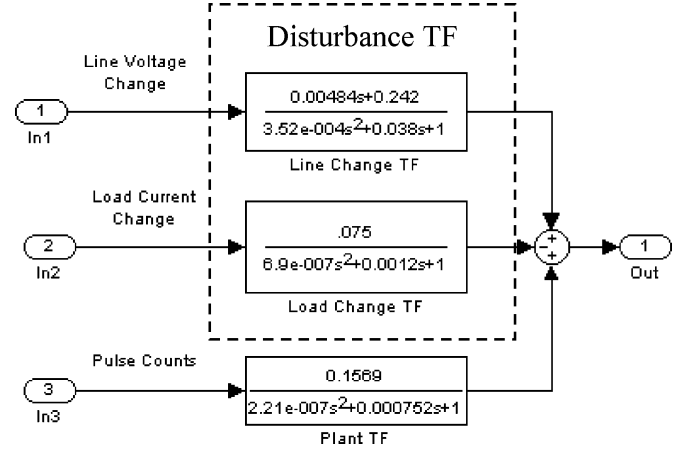 Disturbance TF
Line Voltage
Change
1
In1
0.00484s+0.242
3.52e-004s²+0.038s+1
Line Change TF
Load Current
Change
2
In2
.075
6.9e-007s²+0.0012s+1
Load Change TF
+
−
+
1
Out
Pulse Counts
3
In3
0.1569
2.21e-007s²+0.000752s+1
Plant TF